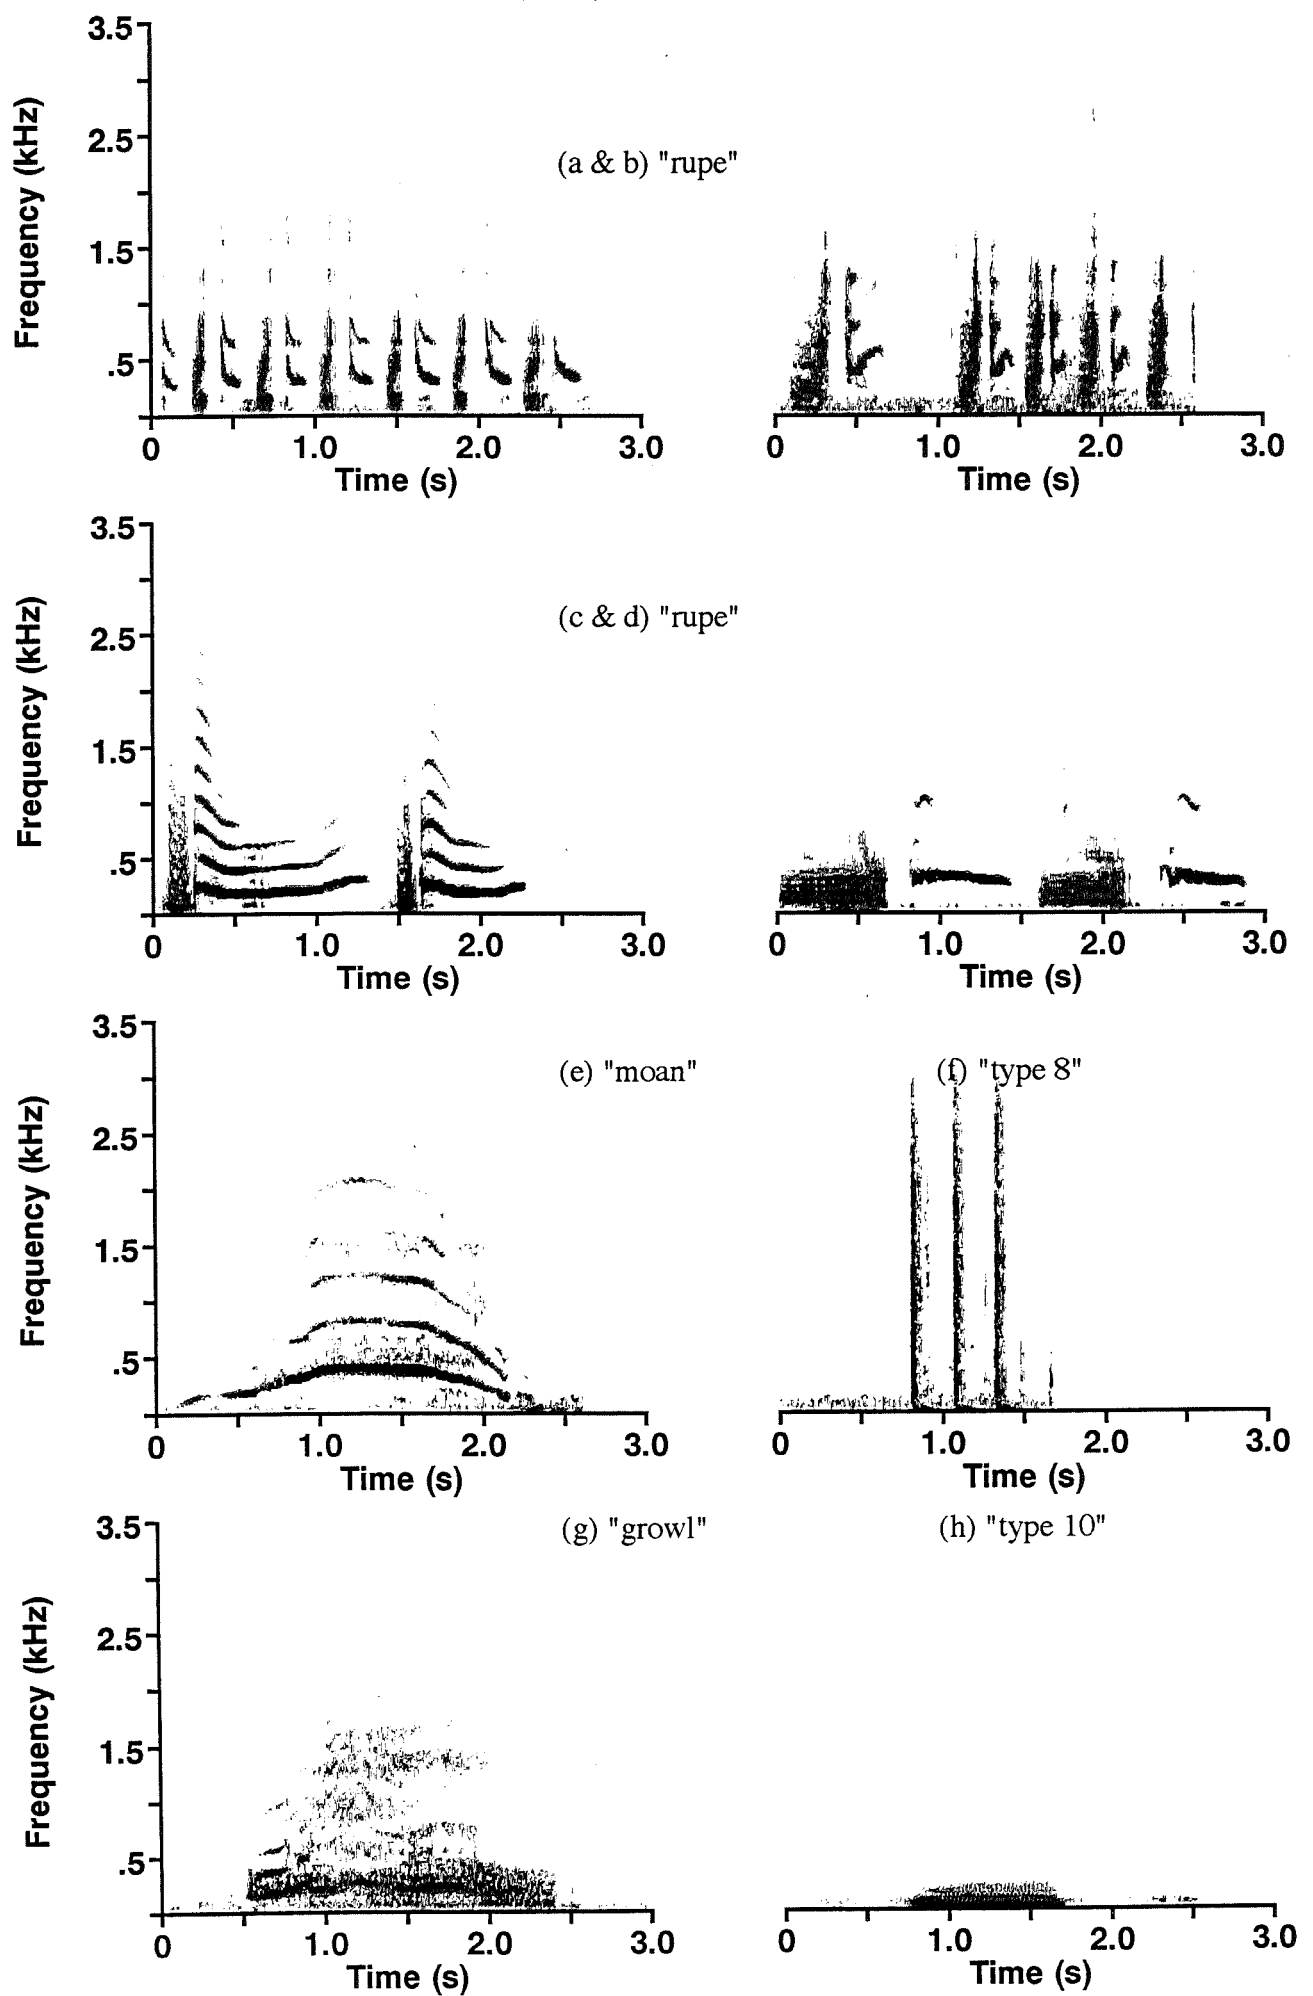 3.5
2.5
1.5
.5
Frequency (kHz)
(a & b) "rupe"
0 1.0 2.0 3.0
Time (s)
0 1.0 2.0 3.0
Time (s)
3.5
2.5
1.5
.5
Frequency (kHz)
(c & d) "rupe"
0 1.0 2.0 3.0
Time (s)
0 1.0 2.0 3.0
Time (s)
3.5
2.5
1.5
.5
Frequency (kHz)
(e) "moan"
(f) "type 8"
0 1.0 2.0 3.0
Time (s)
0 1.0 2.0 3.0
Time (s)
3.5
2.5
1.5
.5
Frequency (kHz)
(g) "growl"
(h) "type 10"
0 1.0 2.0 3.0
Time (s)
0 1.0 2.0 3.0
Time (s)